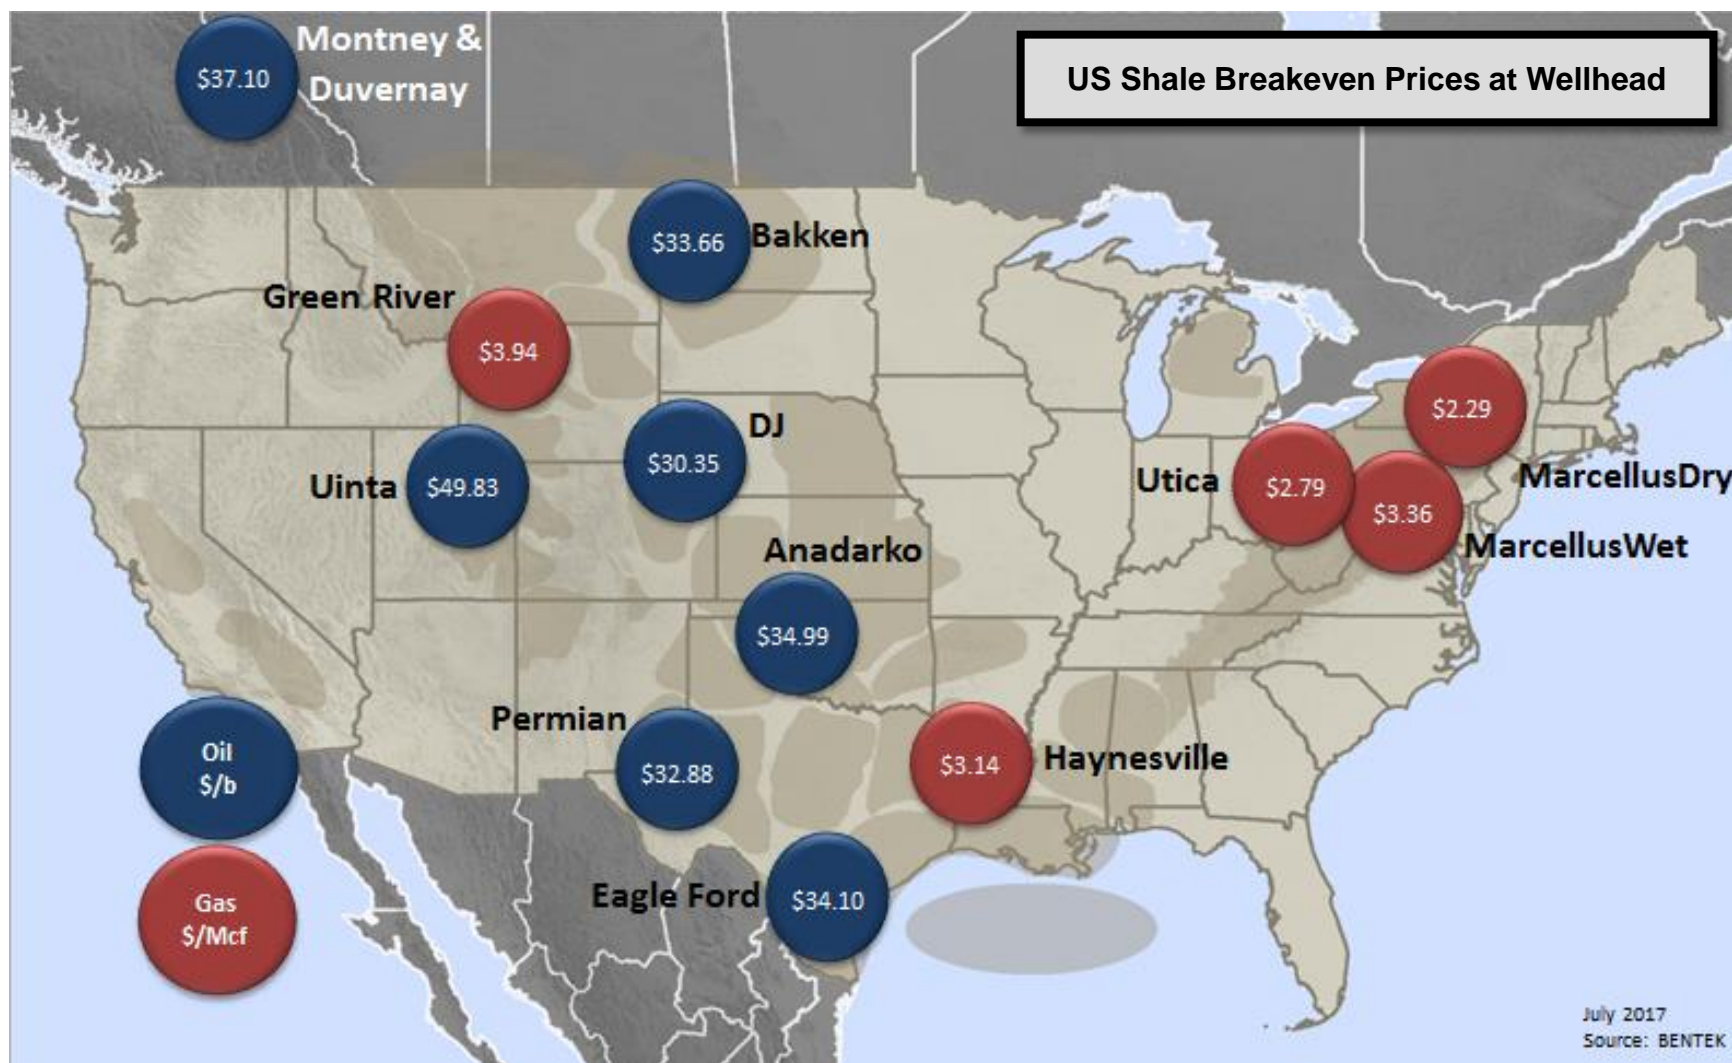 US Shale Breakeven Prices at Wellhead
Montney &
Duvernay
$37.10
$33.66
Bakken
Green River
$3.94
DJ
$30.35
Uinta
$49.83
$2.29
MarcellusDry
Utica
$2.79
$3.36
MarcellusWet
Anadarko
$34.99
Permian
$32.88
$3.14
Haynesville
Eagle Ford
$34.10
Oil
$/b
Gas
$/Mcf
July 2017
Source: BENTEK